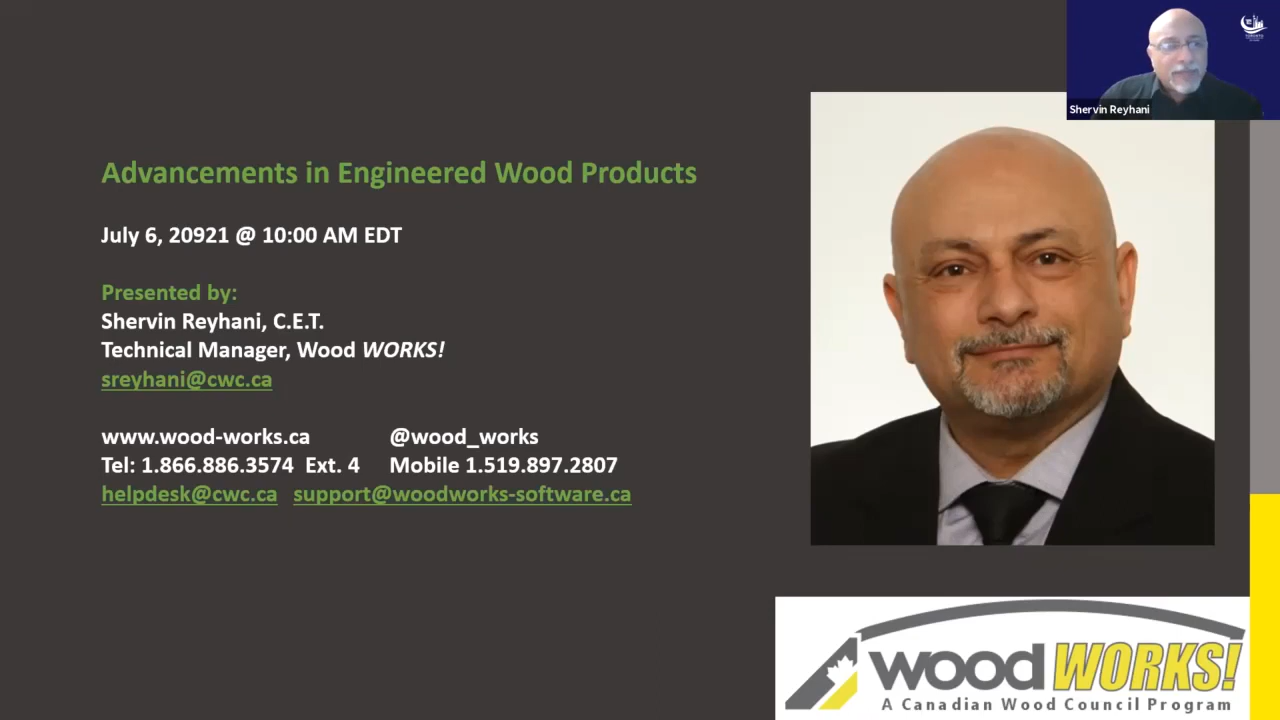 Shervin Reyhani
Advancements in Engineered Wood Products
July 6, 20921 @ 10:00 AM EDT
Presented by:
Shervin Reyhani, C.E.T.
Technical Manager, Wood WORKS!
sreyhani@cwc.ca
www.wood-works.ca @wood_works
Tel: 1.866.886.3574 Ext. 4 Mobile 1.519.897.2807
helpdesk@cwc.ca support@woodworks-software.ca
wood WORKS!
A Canadian Wood Council Program